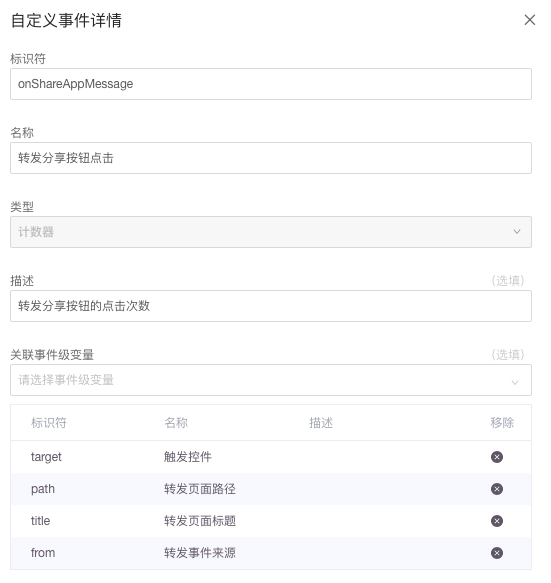 自定义事件详情
标识符
onShareAppMessage
名称
转发分享按钮点击
类型
计数器
描述 (选填)
转发分享按钮的点击次数
关联事件级变量 (选填)
请选择事件级变量
标识符 名称 描述 移除
target 触发控件
path 转发页面路径
title 转发页面标题
from 转发事件来源